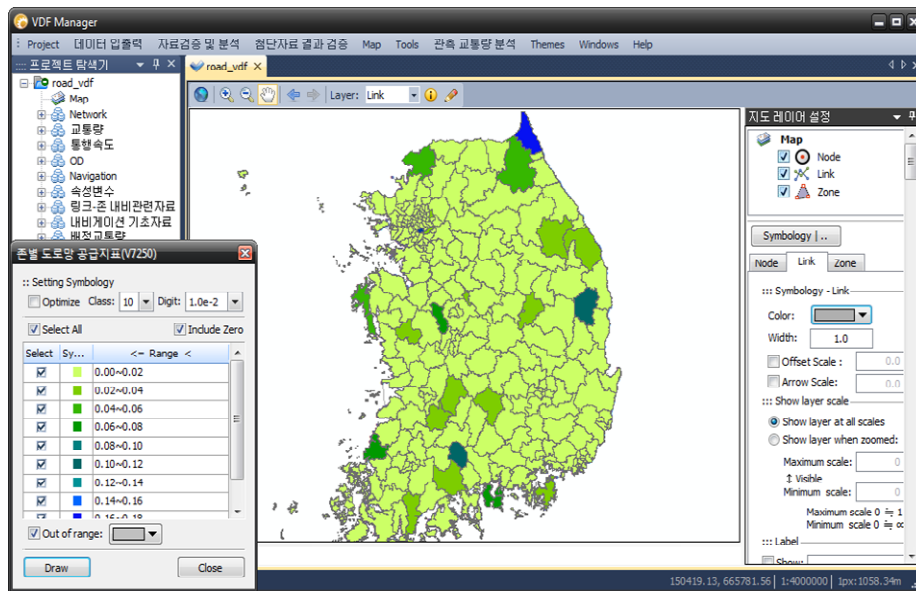 VDF Manager
Project 데이터 입출력 자료검증 및 분석 첨단자료 결과 검증 Map Tools 관측 교통량 분석 Themes Windows Help
프로젝트 탐색기
road_vdf
Map
Network
교통량
통행속도
OD
Navigation
속성변수
링크-존 내비관련자료
내비게이션 기초자료
배정교통량
road_vdf
Layer: Link
지도 레이어 설정
Map
Node
Link
Zone
Symbology | ..
Node Link Zone
::: Symbology - Link
Color:
Width: 1.0
Offset Scale : 0.0
Arrow Scale: 0.0
::: Show layer scale
Show layer at all scales
Show layer when zoomed:
Maximum scale: 0
↕ Visible
Minimum scale: 0
Maximum scale 0 ≒ 1
Minimum scale 0 ≒ ∞
::: Label
Show:
존별 도로망 공급지표(V7250)
:: Setting Symbology
Optimize Class: 10 Digit: 1.0e-2
Select All Include Zero
Select Sy... <= Range <
0.00~0.02
0.02~0.04
0.04~0.06
0.06~0.08
0.08~0.10
0.10~0.12
0.12~0.14
0.14~0.16
0.16~0.18
Out of range:
Draw Close
150419.13, 665781.56 1:4000000 1px:1058.34m